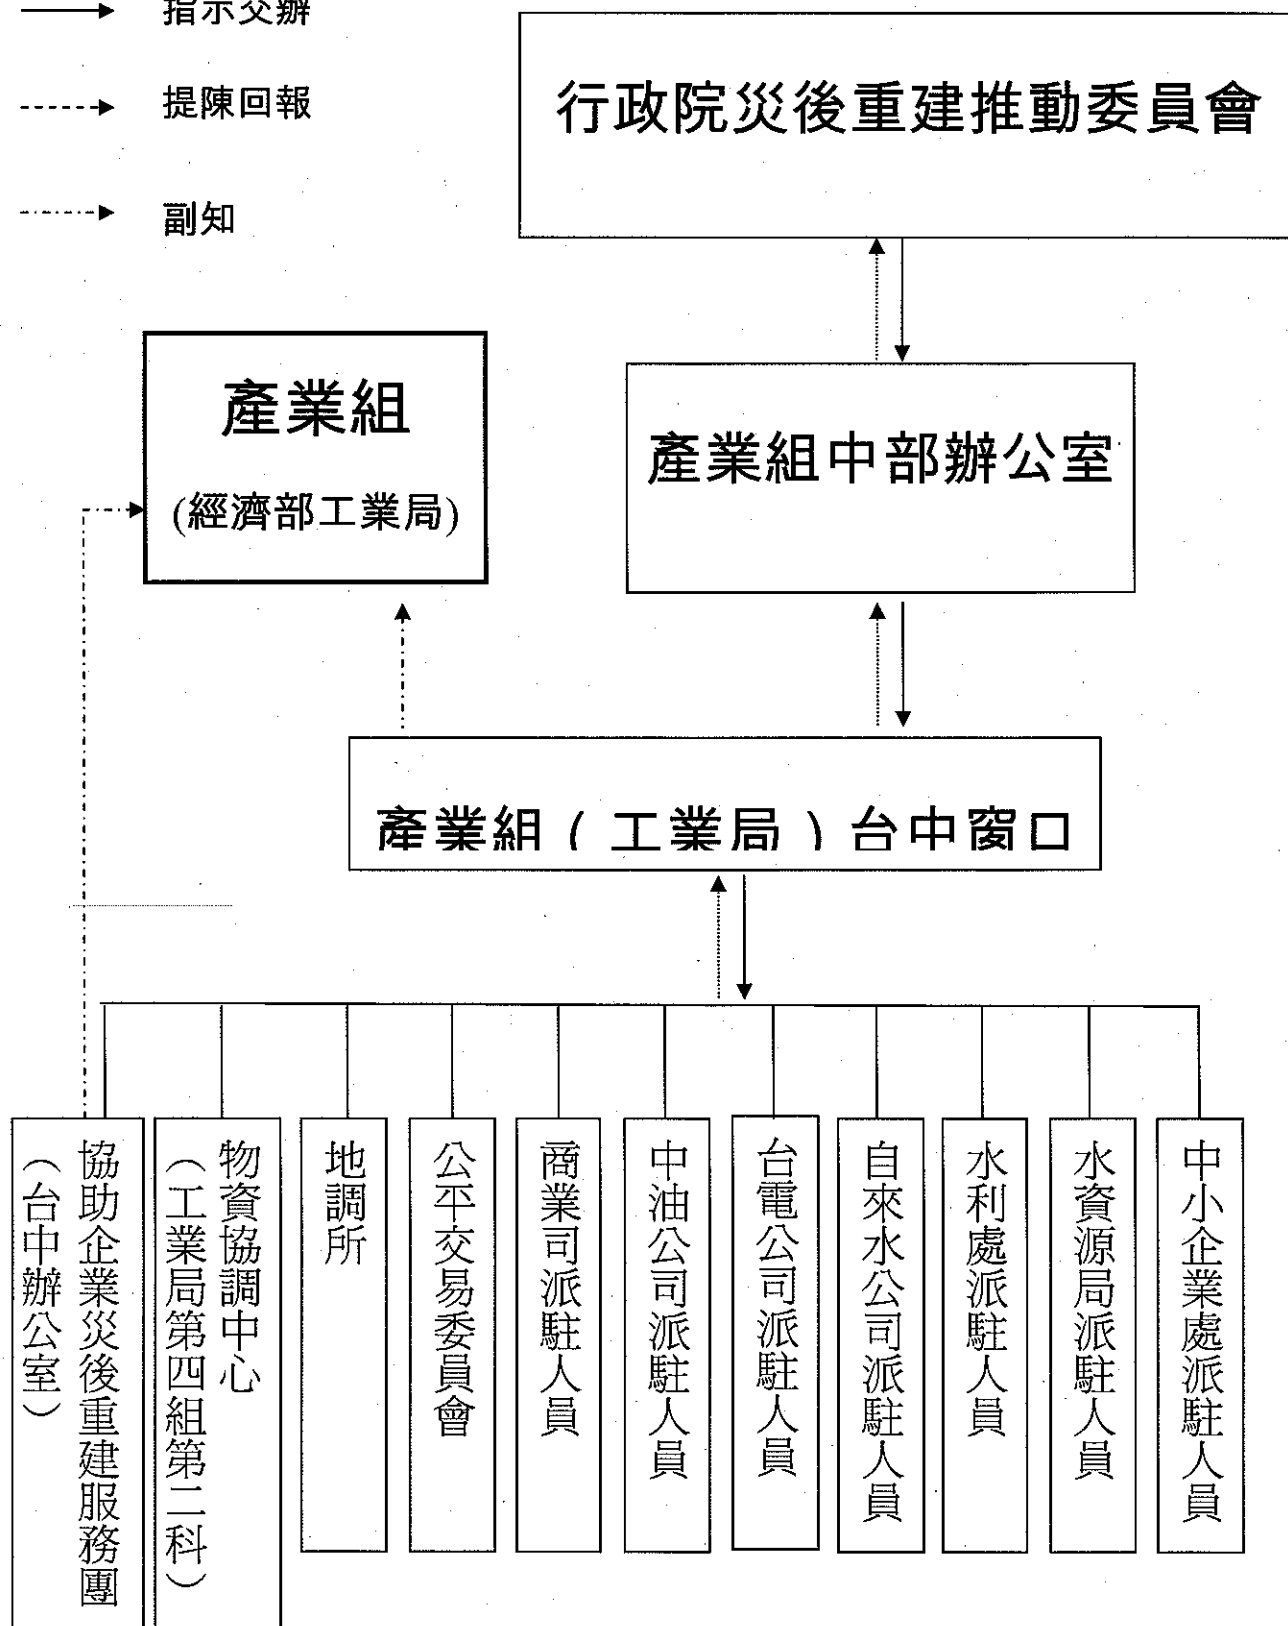 指示交辦
提陳回報
副知
行政院災後重建推動委員會
產業組
(經濟部工業局)
產業組中部辦公室
產業組(工業局)台中窗口
協助企業災後重建服務團
(台中辦公室)
物資協調中心
(工業局第四組第二科)
地調所
公平交易委員會
商業司派駐人員
中油公司派駐人員
台電公司派駐人員
自來水公司派駐人員
水利處派駐人員
水資源局派駐人員
中小企業處派駐人員